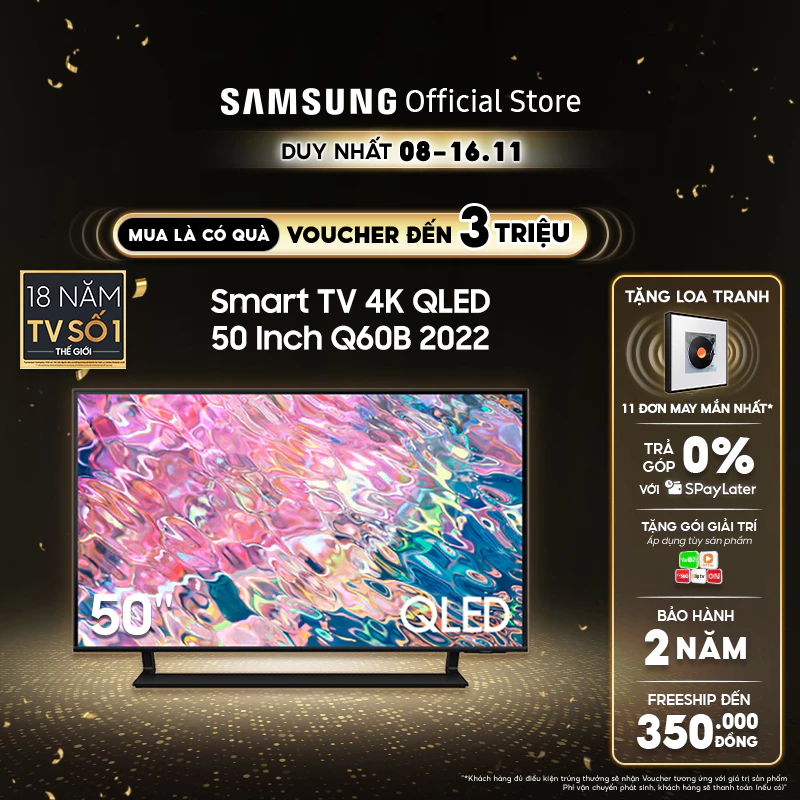 SAMSUNG Official Store
DUY NHẤT 08-16.11
MUA LÀ CÓ QUÀ VOUCHER ĐẾN 3 TRIỆU
18 NĂM
TV SỐ 1
THẾ GIỚI
Smart TV 4K QLED
50 Inch Q60B 2022
50"
QLED
TẶNG LOA TRANH
11 ĐƠN MAY MẮN NHẤT*
TRẢ GÓP 0%
VỚI SPayLater
TẶNG GÓI GIẢI TRÍ
Áp dụng tùy sản phẩm
BẢO HÀNH
2 NĂM
FREESHIP ĐẾN
350.000 ĐỒNG
"*Khách hàng đủ điều kiện trúng thưởng sẽ nhận Voucher tương ứng với giá trị sản phẩm
Phí vận chuyển phát sinh, khách hàng sẽ thanh toán (nếu có)"